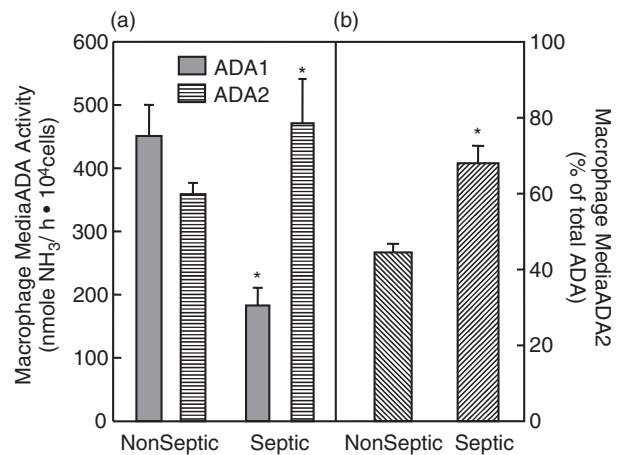 (a)
(b)
600
500
400
300
200
100
0
Macrophage MediaADA Activity
(nmole NH3/ h • 10⁴cells)
ADA1
ADA2
*
*
NonSeptic
Septic
*
NonSeptic
Septic
100
80
60
40
20
0
Macrophage MediaADA2
(% of total ADA)